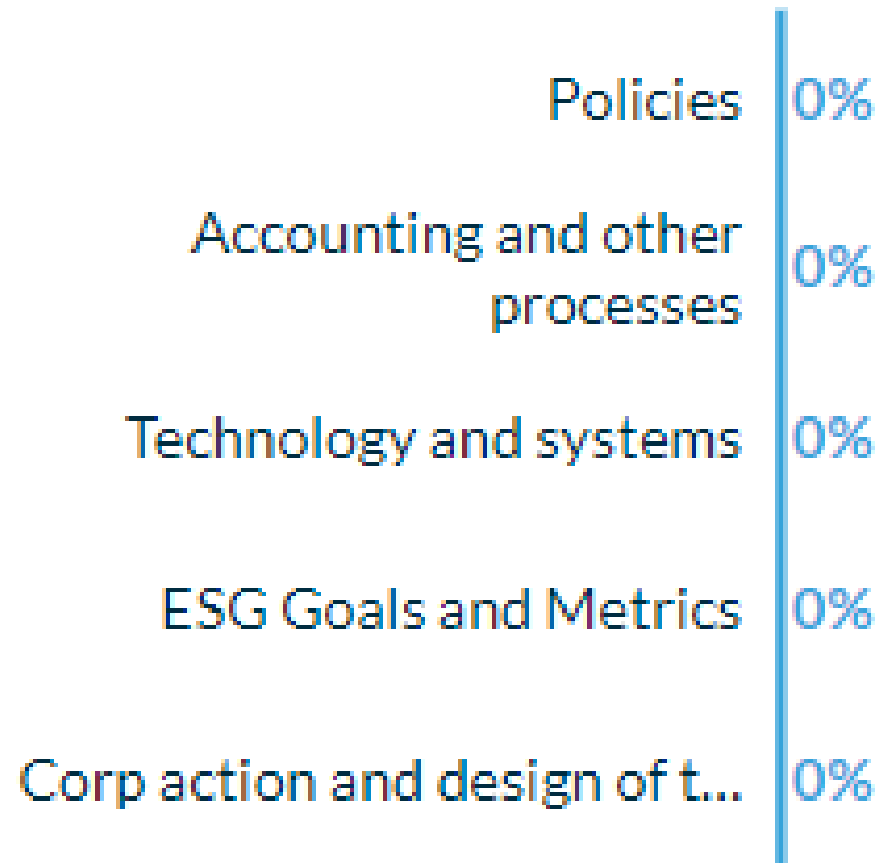 Policies 0%
Accounting and other
processes 0%
Technology and systems 0%
ESG Goals and Metrics 0%
Corp action and design of t... 0%